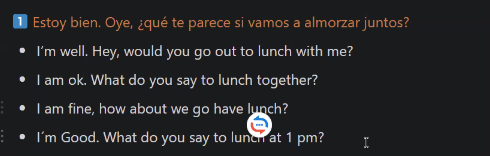 1 Estoy bien. Oye, ¿qué te parece si vamos a almorzar juntos?
• I’m well. Hey, would you go out to lunch with me?
• I am ok. What do you say to lunch together?
• I am fine, how about we go have lunch?
• I´m Good. What do you say to lunch at 1 pm?